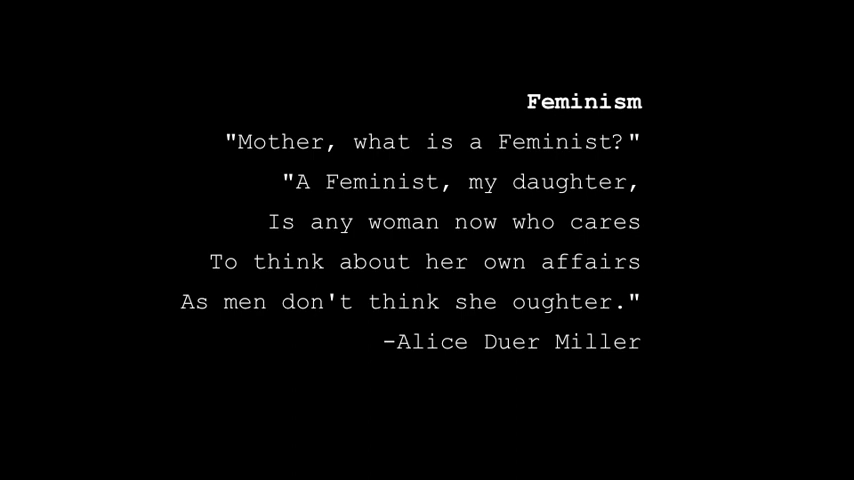 Feminism
"Mother, what is a Feminist?"
"A Feminist, my daughter,
Is any woman now who cares
To think about her own affairs
As men don't think she oughter."
-Alice Duer Miller